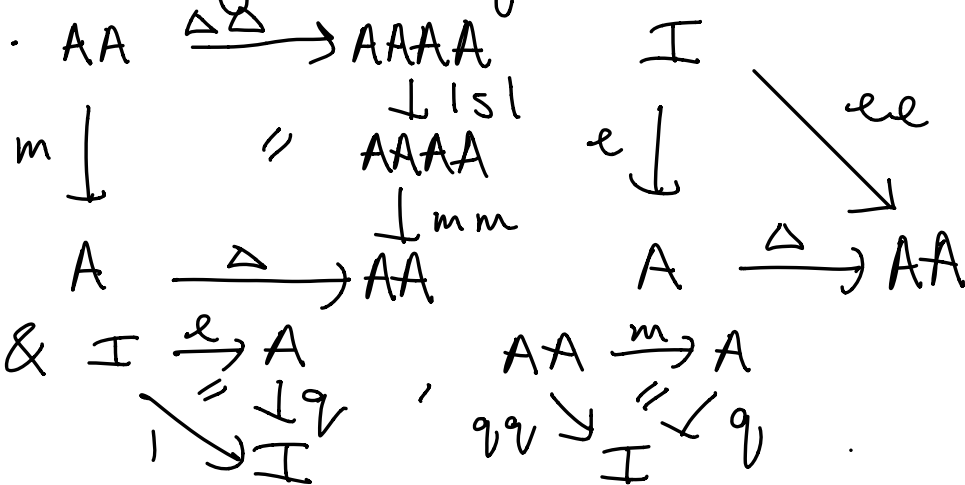 . AA ΔΔ AAAA I
1s1
m = AAAA e ee
mm
A Δ AA A Δ AA
& I e A AA m A
= q , =
1 I qq I q .